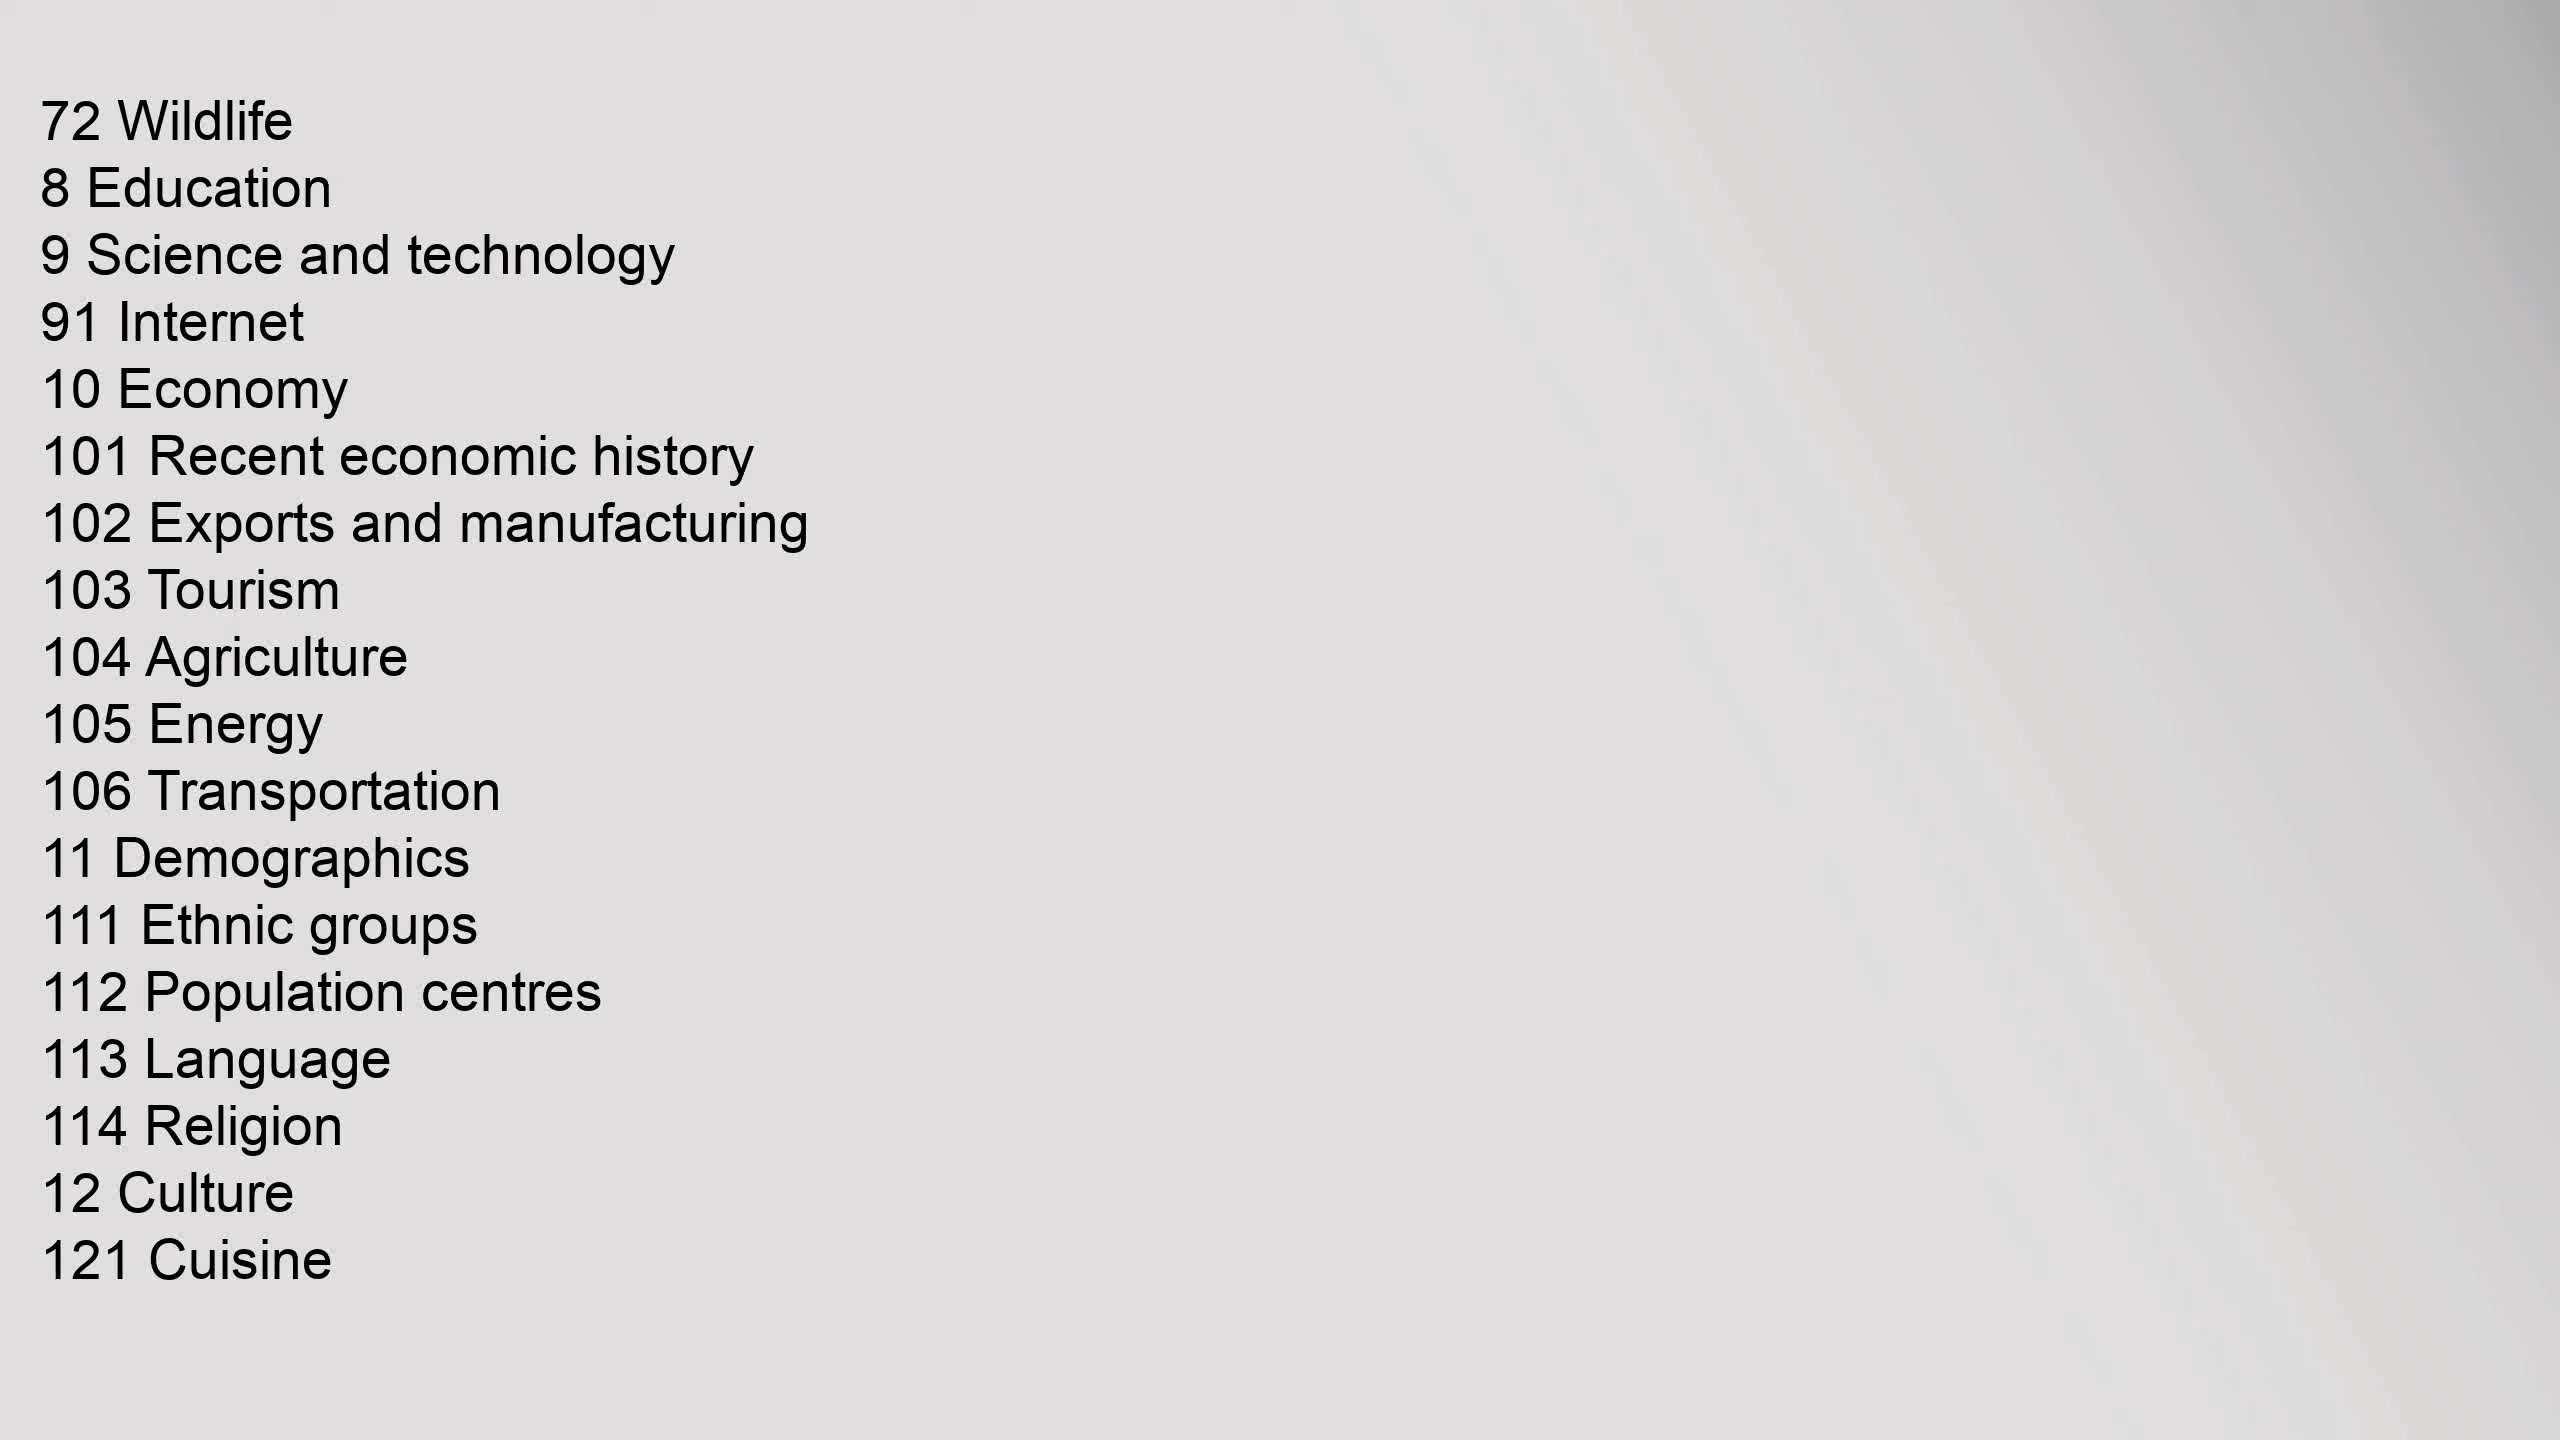 72 Wildlife
8 Education
9 Science and technology
91 Internet
10 Economy
101 Recent economic history
102 Exports and manufacturing
103 Tourism
104 Agriculture
105 Energy
106 Transportation
11 Demographics
111 Ethnic groups
112 Population centres
113 Language
114 Religion
12 Culture
121 Cuisine